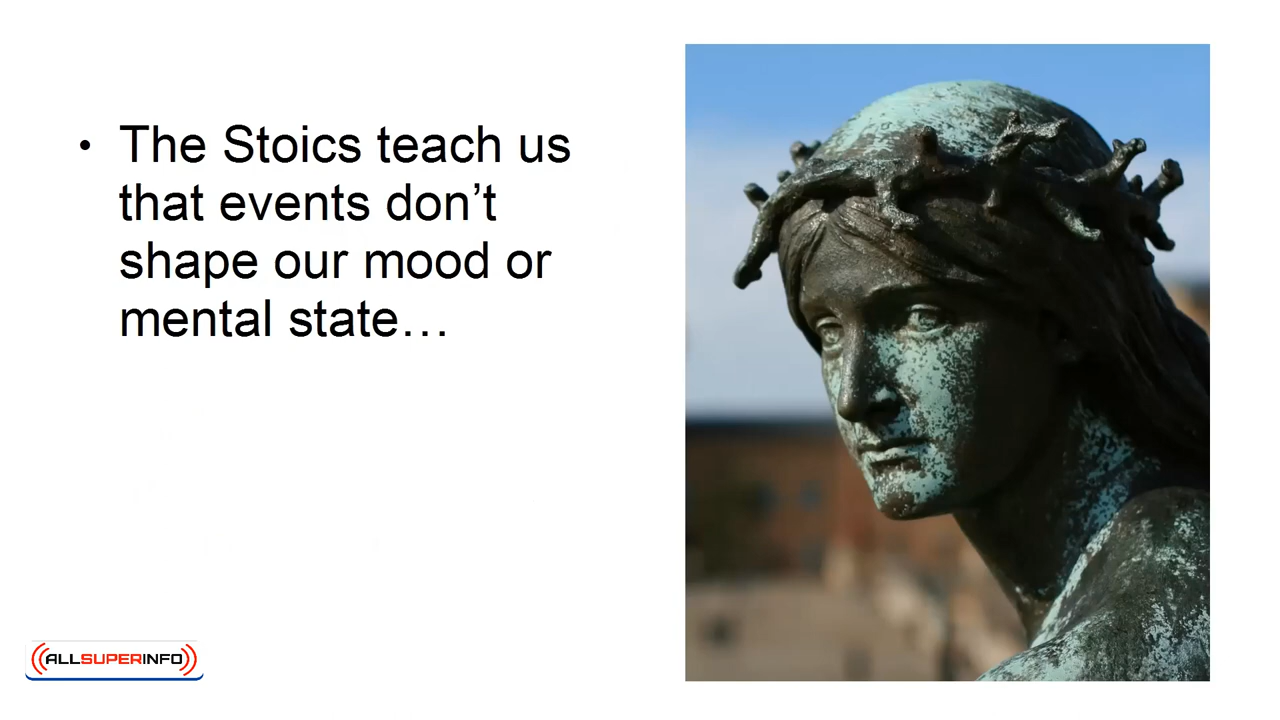 • The Stoics teach us
that events don’t
shape our mood or
mental state…
ALLSUPERINFO